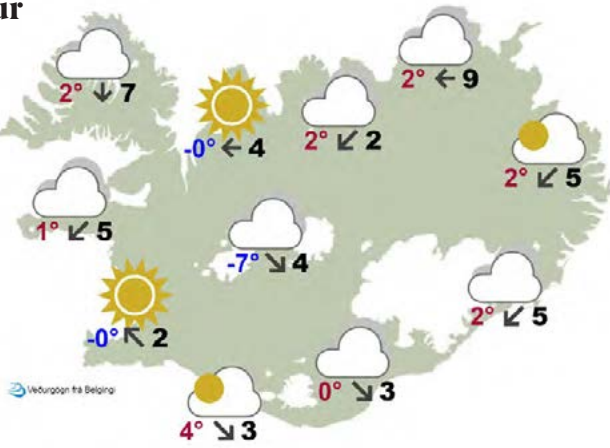 ur
2° ↓ 7
2° ← 9
-0° ← 4
2° ↙ 2
2° ↙ 5
1° ↙ 5
-7° ↘ 4
-0° ↖ 2
2° ↙ 5
0° ↘ 3
Veðurgögn frá Belgingi
4° ↘ 3